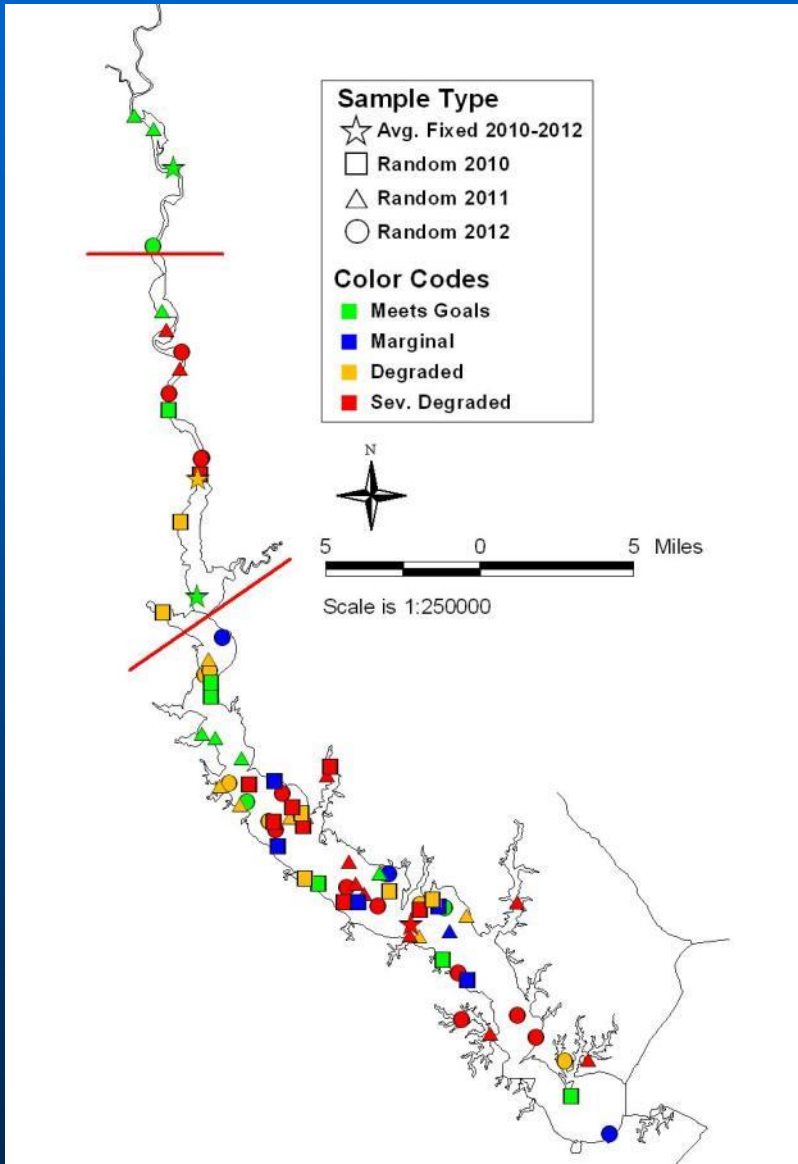 Sample Type
Avg. Fixed 2010-2012
Random 2010
Random 2011
Random 2012
Color Codes
Meets Goals
Marginal
Degraded
Sev. Degraded
N
5 0 5 Miles
Scale is 1:250000